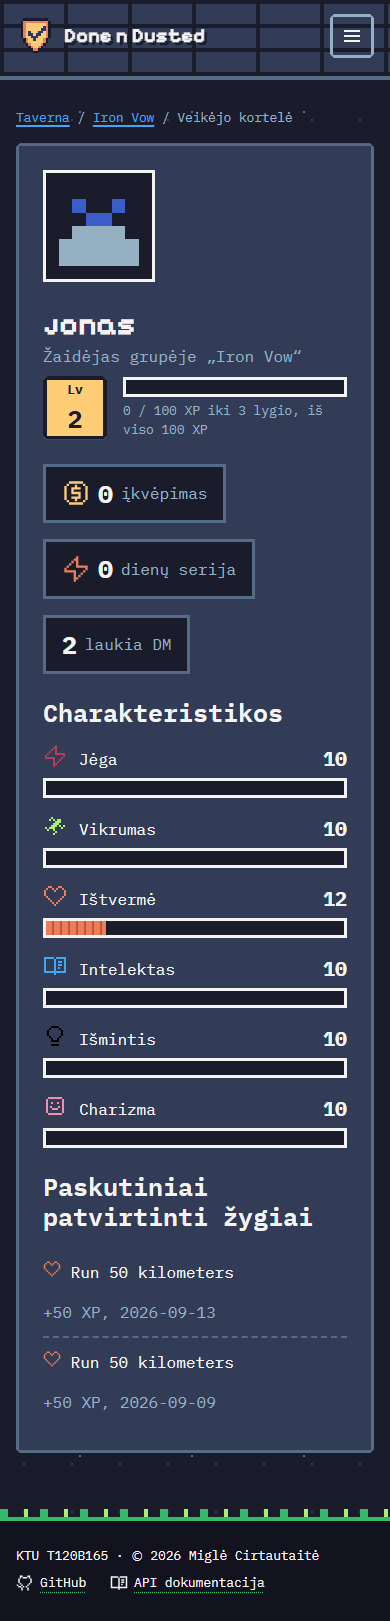 Done n Dusted
Taverna / Iron Vow / Veikėjo kortelė
Jonas
Žaidėjas grupėje „Iron Vow“
Lv
2
0 / 100 XP iki 3 lygio, iš
viso 100 XP
0 įkvėpimas
0 dienų serija
2 laukia DM
Charakteristikos
Jėga 10
Vikrumas 10
Ištvermė 12
Intelektas 10
Išmintis 10
Charizma 10
Paskutiniai
patvirtinti žygiai
Run 50 kilometers
+50 XP, 2026-09-13
Run 50 kilometers
+50 XP, 2026-09-09
KTU T120B165 · © 2026 Miglė Cirtautaitė
GitHub API dokumentacija